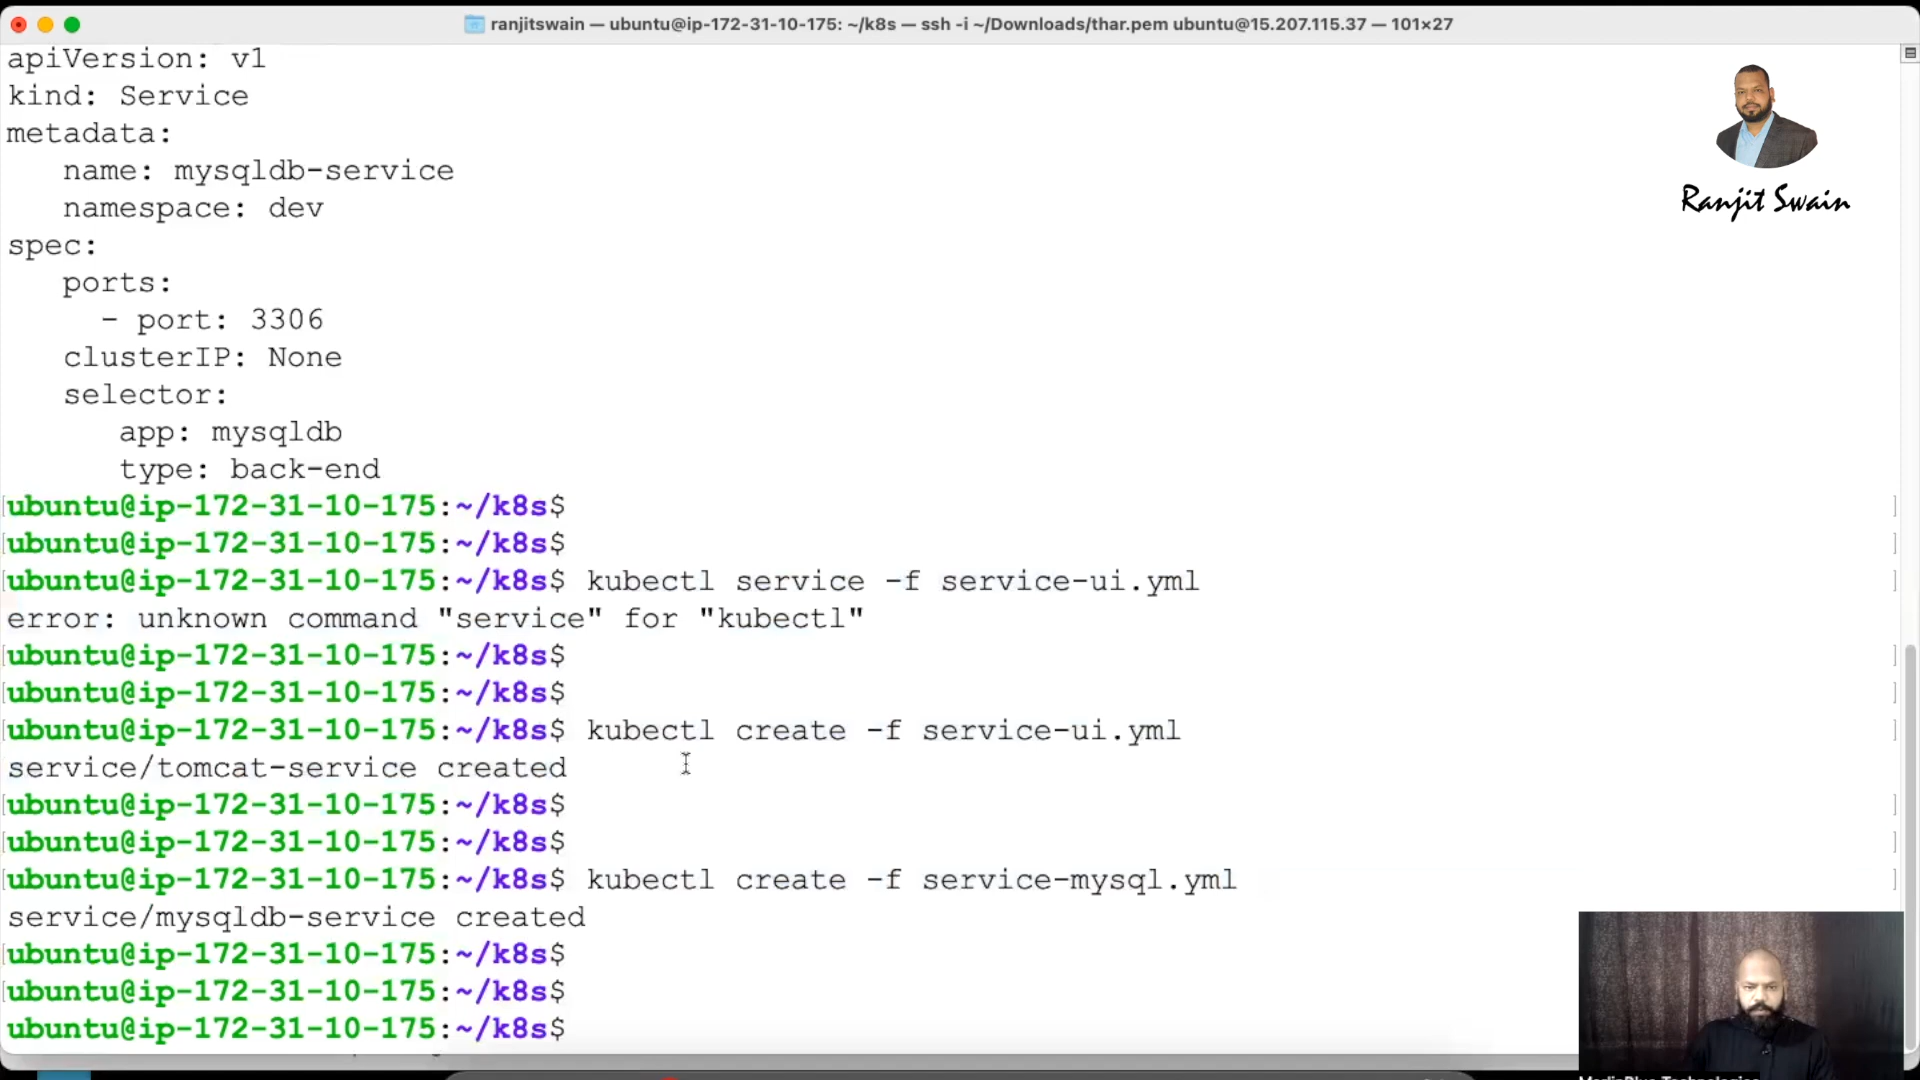 ranjitswain — ubuntu@ip-172-31-10-175: ~/k8s — ssh -i ~/Downloads/thar.pem ubuntu@15.207.115.37 — 101×27
apiVersion: v1
kind: Service
metadata:
   name: mysqldb-service
   namespace: dev
spec:
   ports:
     - port: 3306
   clusterIP: None
   selector:
      app: mysqldb
      type: back-end
ubuntu@ip-172-31-10-175:~/k8s$
ubuntu@ip-172-31-10-175:~/k8s$
ubuntu@ip-172-31-10-175:~/k8s$ kubectl service -f service-ui.yml
error: unknown command "service" for "kubectl"
ubuntu@ip-172-31-10-175:~/k8s$
ubuntu@ip-172-31-10-175:~/k8s$
ubuntu@ip-172-31-10-175:~/k8s$ kubectl create -f service-ui.yml
service/tomcat-service created
ubuntu@ip-172-31-10-175:~/k8s$
ubuntu@ip-172-31-10-175:~/k8s$
ubuntu@ip-172-31-10-175:~/k8s$ kubectl create -f service-mysql.yml
service/mysqldb-service created
ubuntu@ip-172-31-10-175:~/k8s$
ubuntu@ip-172-31-10-175:~/k8s$
ubuntu@ip-172-31-10-175:~/k8s$
Ranjit Swain